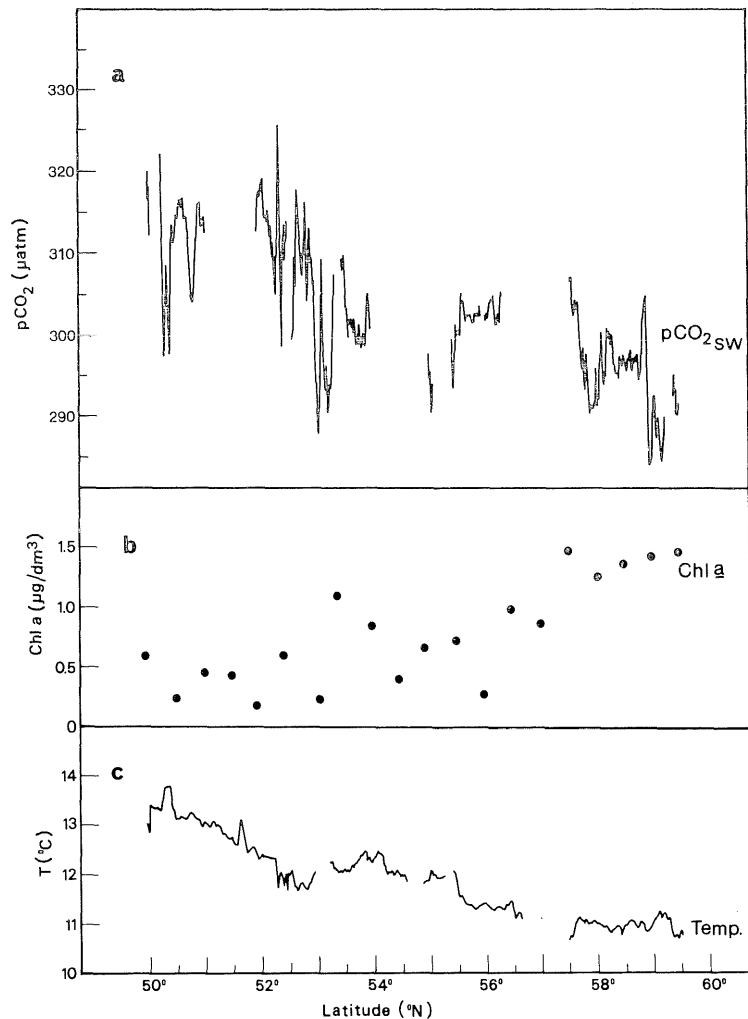 a
330
320
310
300
290
pCO2 (µatm)
pCO2SW
b
1.5
1.0
0.5
0
Chl a (µg/dm³)
Chl a
c
14
13
12
11
10
T (°C)
Temp.
50° 52° 54° 56° 58° 60°
Latitude (°N)